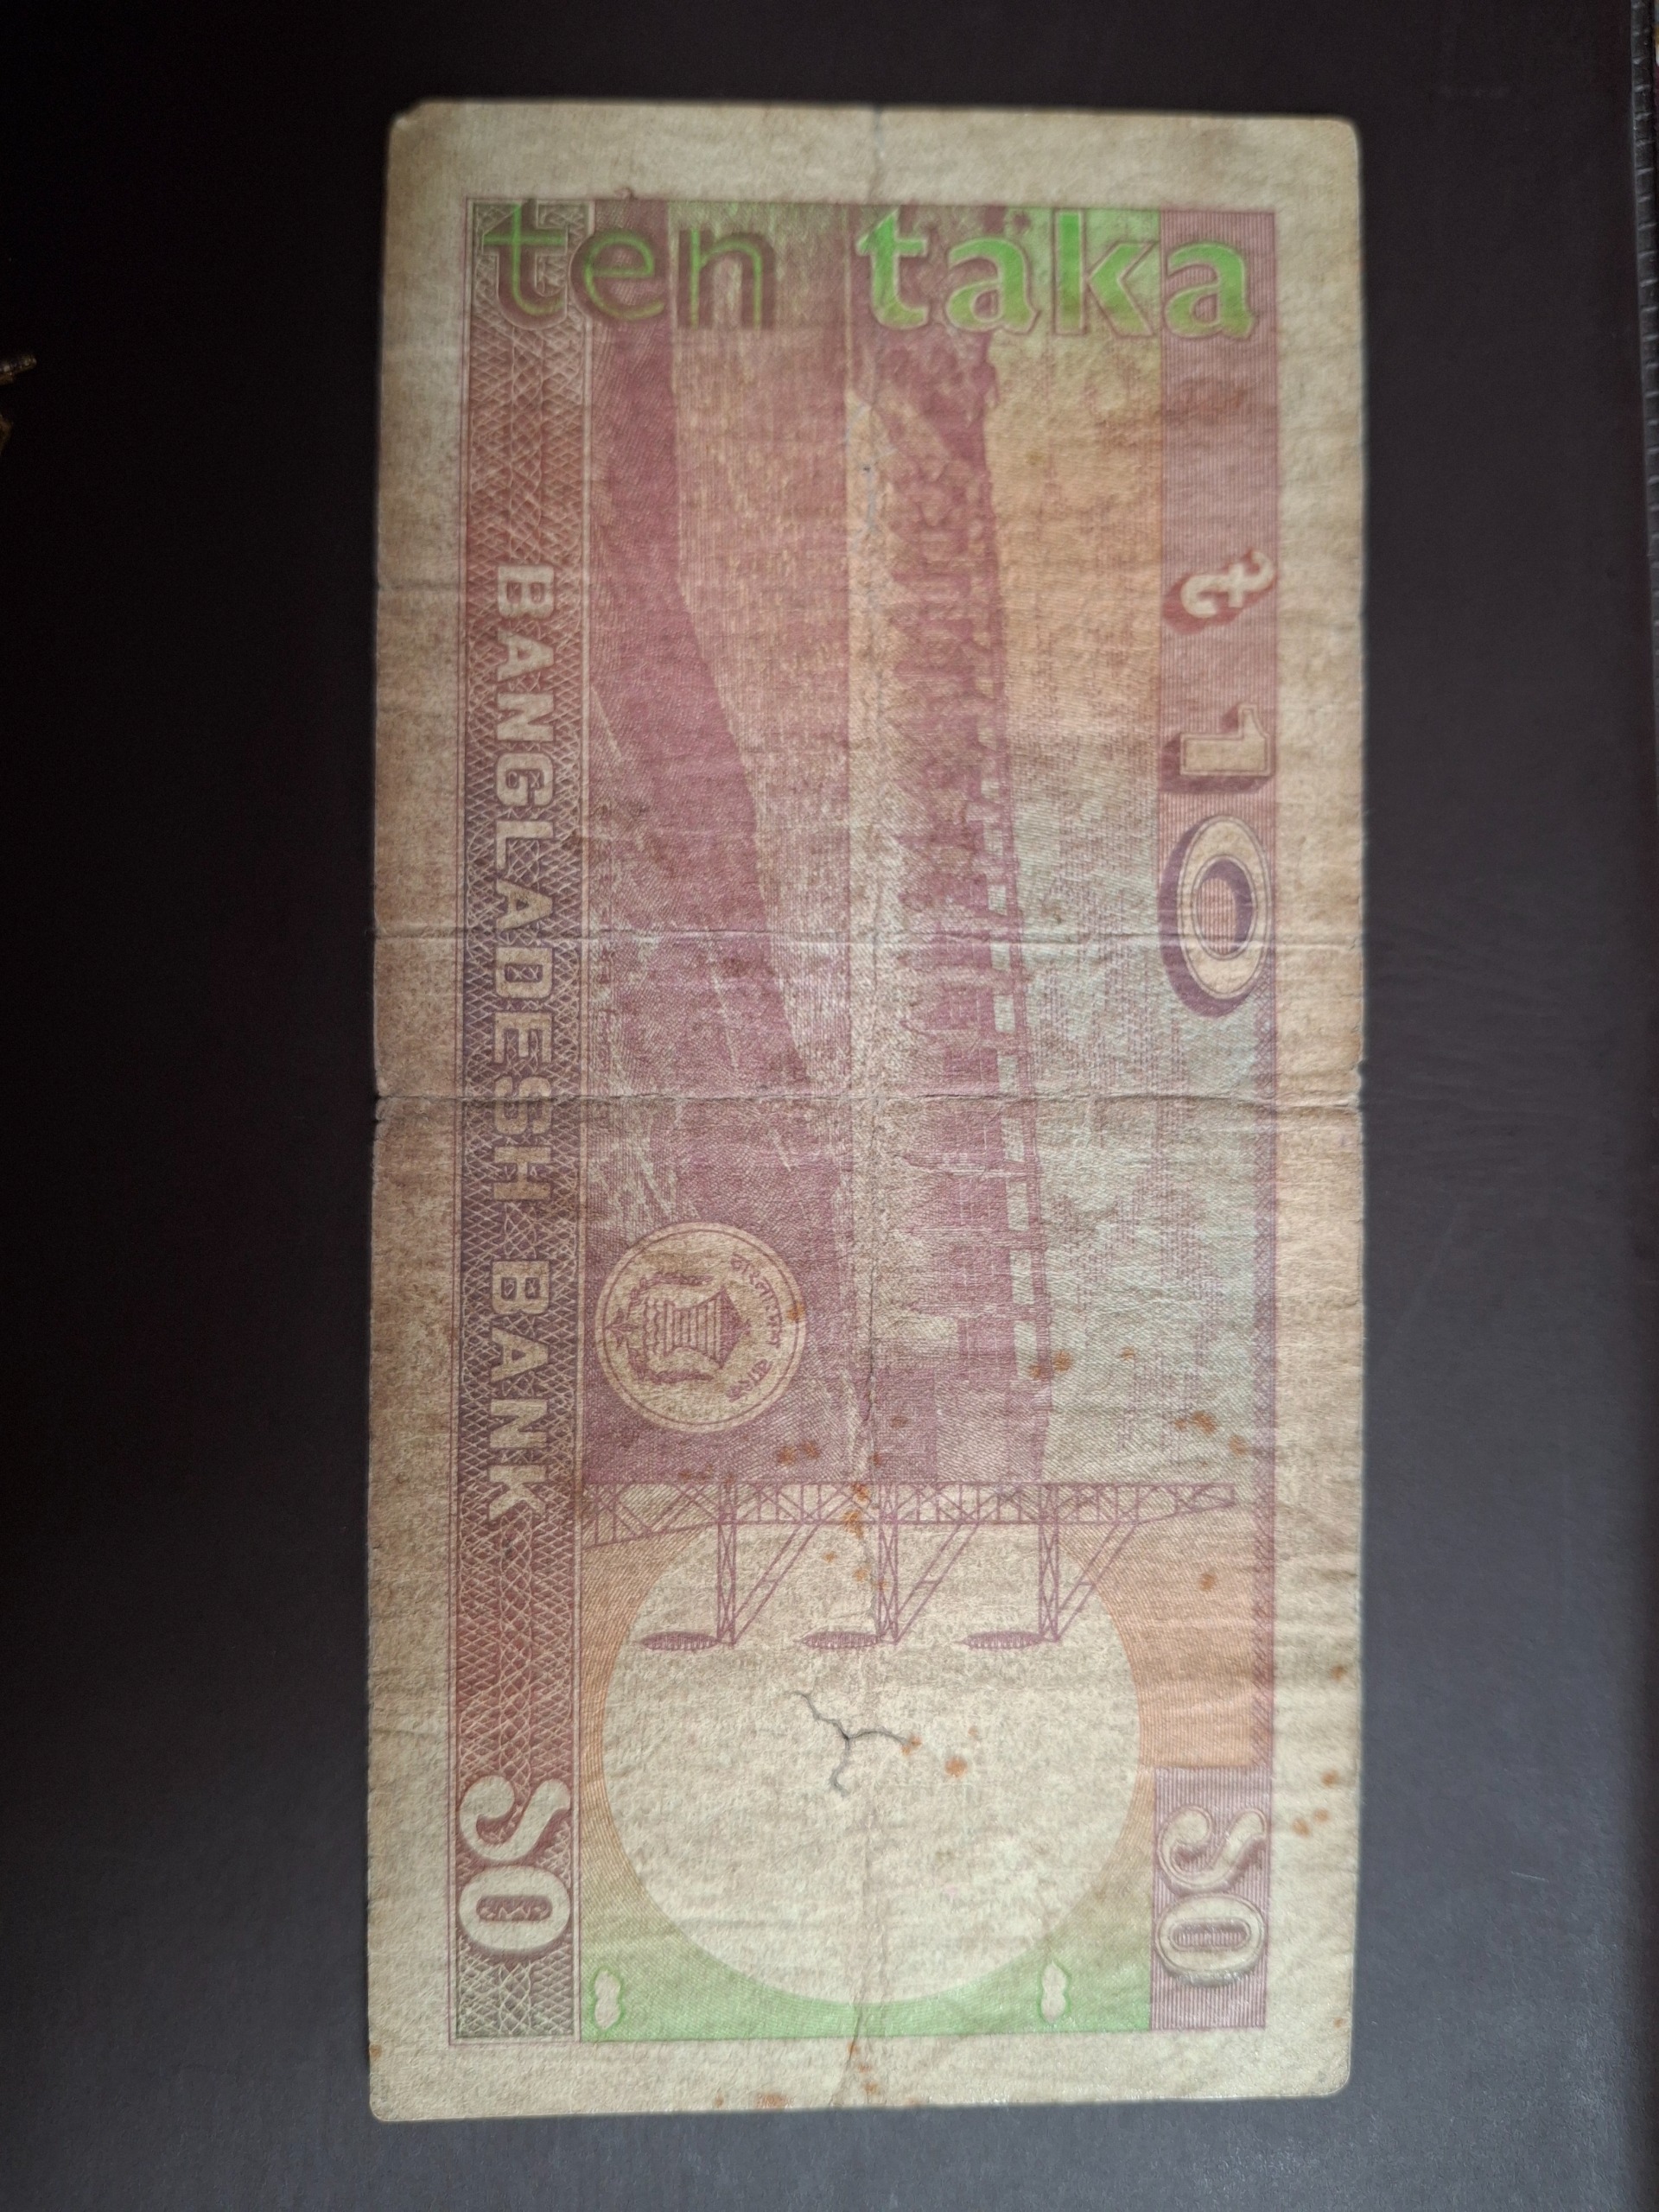 ৳ 10
১০
ten taka
বাংলাদেশ ব্যাংক
BANGLADESH BANK
১০